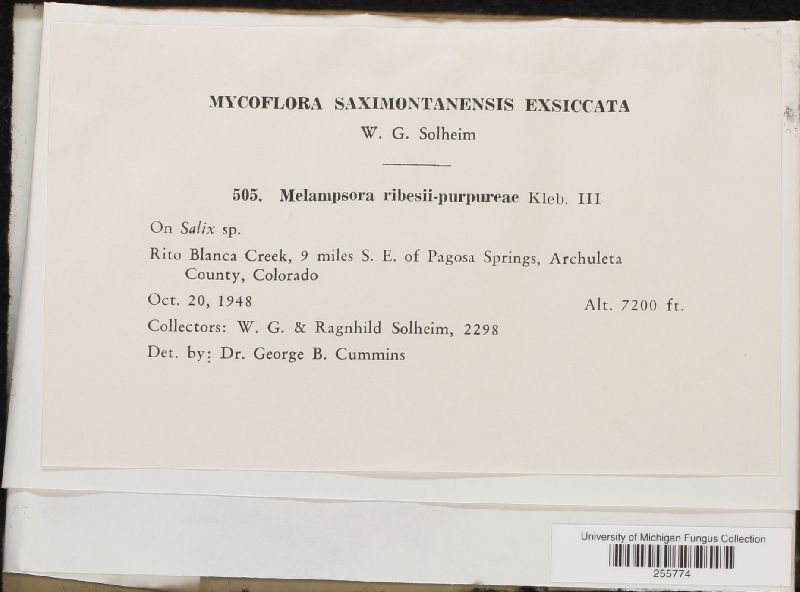 MYCOFLORA SAXIMONTANENSIS EXSICCATA
W. G. Solheim
505. Melampsora ribesii-purpureae Kleb. III
On Salix sp.
Rito Blanca Creek, 9 miles S. E. of Pagosa Springs, Archuleta
County, Colorado
Oct. 20, 1948 Alt. 7200 ft.
Collectors: W. G. & Ragnhild Solheim, 2298
Det. by: Dr. George B. Cummins
University of Michigan Fungus Collection
255774